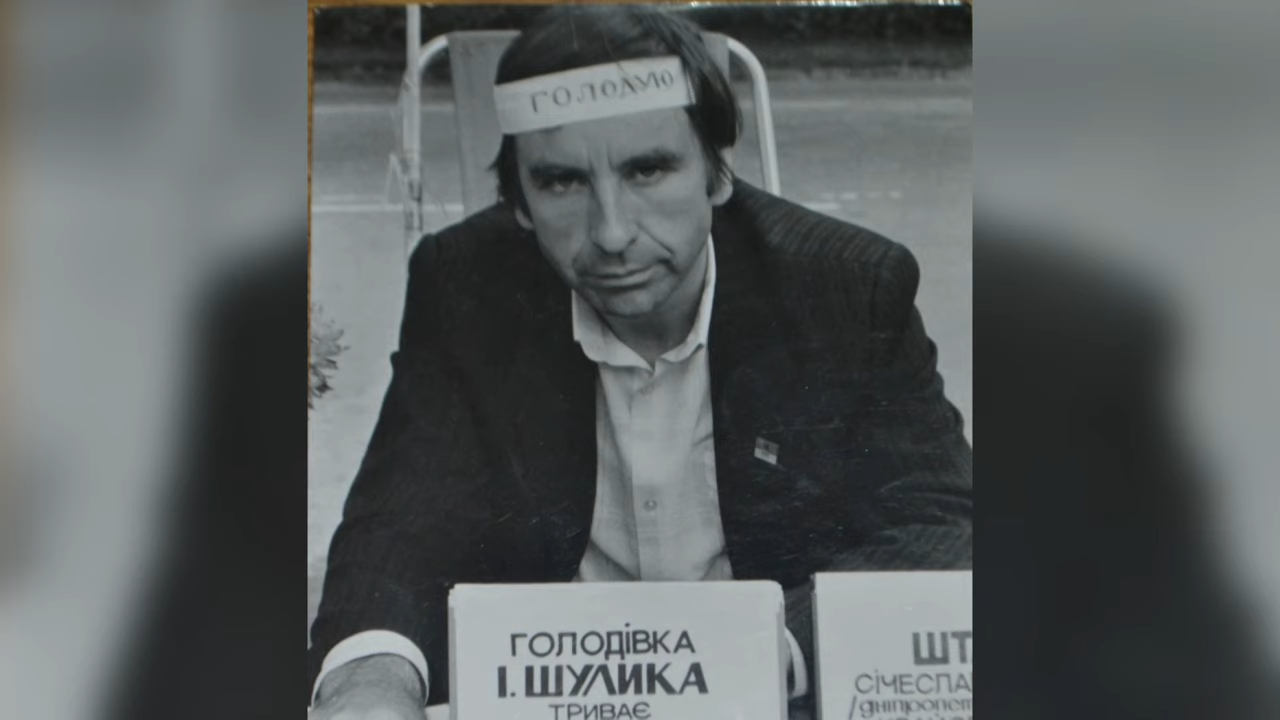 ГОЛОДУЮ
ГОЛОДІВКА
І. ШУЛИКА
ТРИВАЄ
ШТ
СІЧЕСЛА
/дніпропет